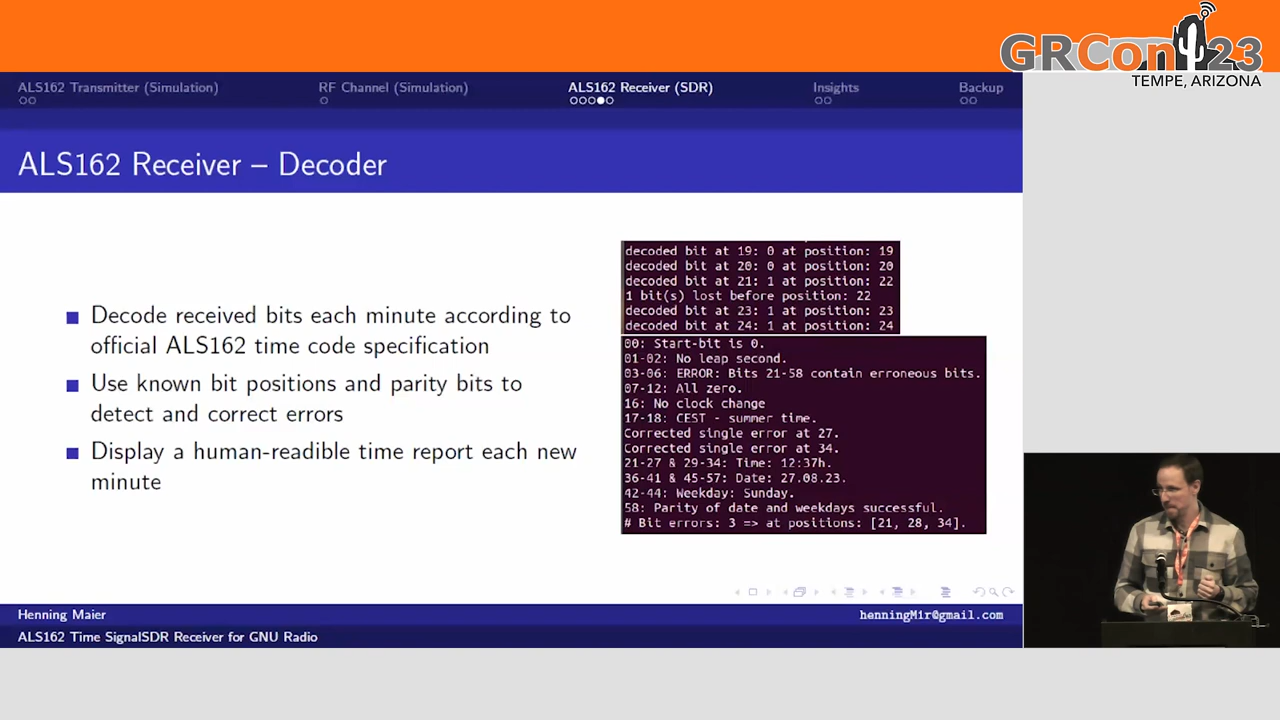 GRCon 23
TEMPE, ARIZONA
ALS162 Transmitter (Simulation)
RF Channel (Simulation)
ALS162 Receiver (SDR)
Insights
Backup
ALS162 Receiver – Decoder
Decode received bits each minute according to
official ALS162 time code specification
Use known bit positions and parity bits to
detect and correct errors
Display a human-readible time report each new
minute
decoded bit at 19: 0 at position: 19
decoded bit at 20: 0 at position: 20
decoded bit at 21: 1 at position: 22
1 bit(s) lost before position: 22
decoded bit at 23: 1 at position: 23
decoded bit at 24: 1 at position: 24
00: Start-bit is 0.
01-02: No leap second.
03-06: ERROR: Bits 21-58 contain erroneous bits.
07-12: All zero.
16: No clock change
17-18: CEST - summer time.
Corrected single error at 27.
Corrected single error at 34.
21-27 & 29-34: Time: 12:37h.
36-41 & 45-57: Date: 27.08.23.
42-44: Weekday: Sunday.
58: Parity of date and weekdays successful.
# Bit errors: 3 => at positions: [21, 28, 34].
Henning Maier
henningM1r@gmail.com
ALS162 Time SignalSDR Receiver for GNU Radio